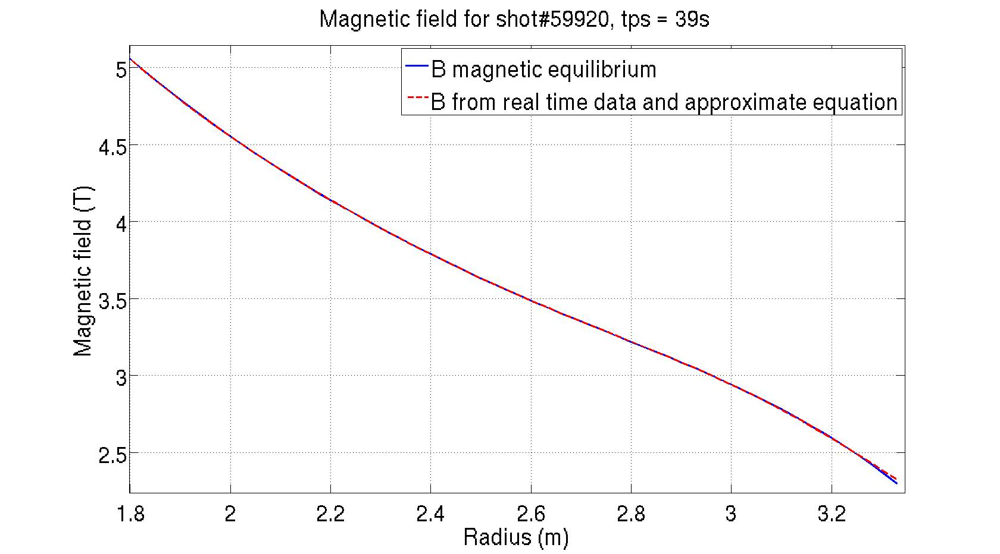 Magnetic field for shot#59920, tps = 39s
B magnetic equilibrium
B from real time data and approximate equation
Magnetic field (T)
5
4.5
4
3.5
3
2.5
1.8 2 2.2 2.4 2.6 2.8 3 3.2
Radius (m)